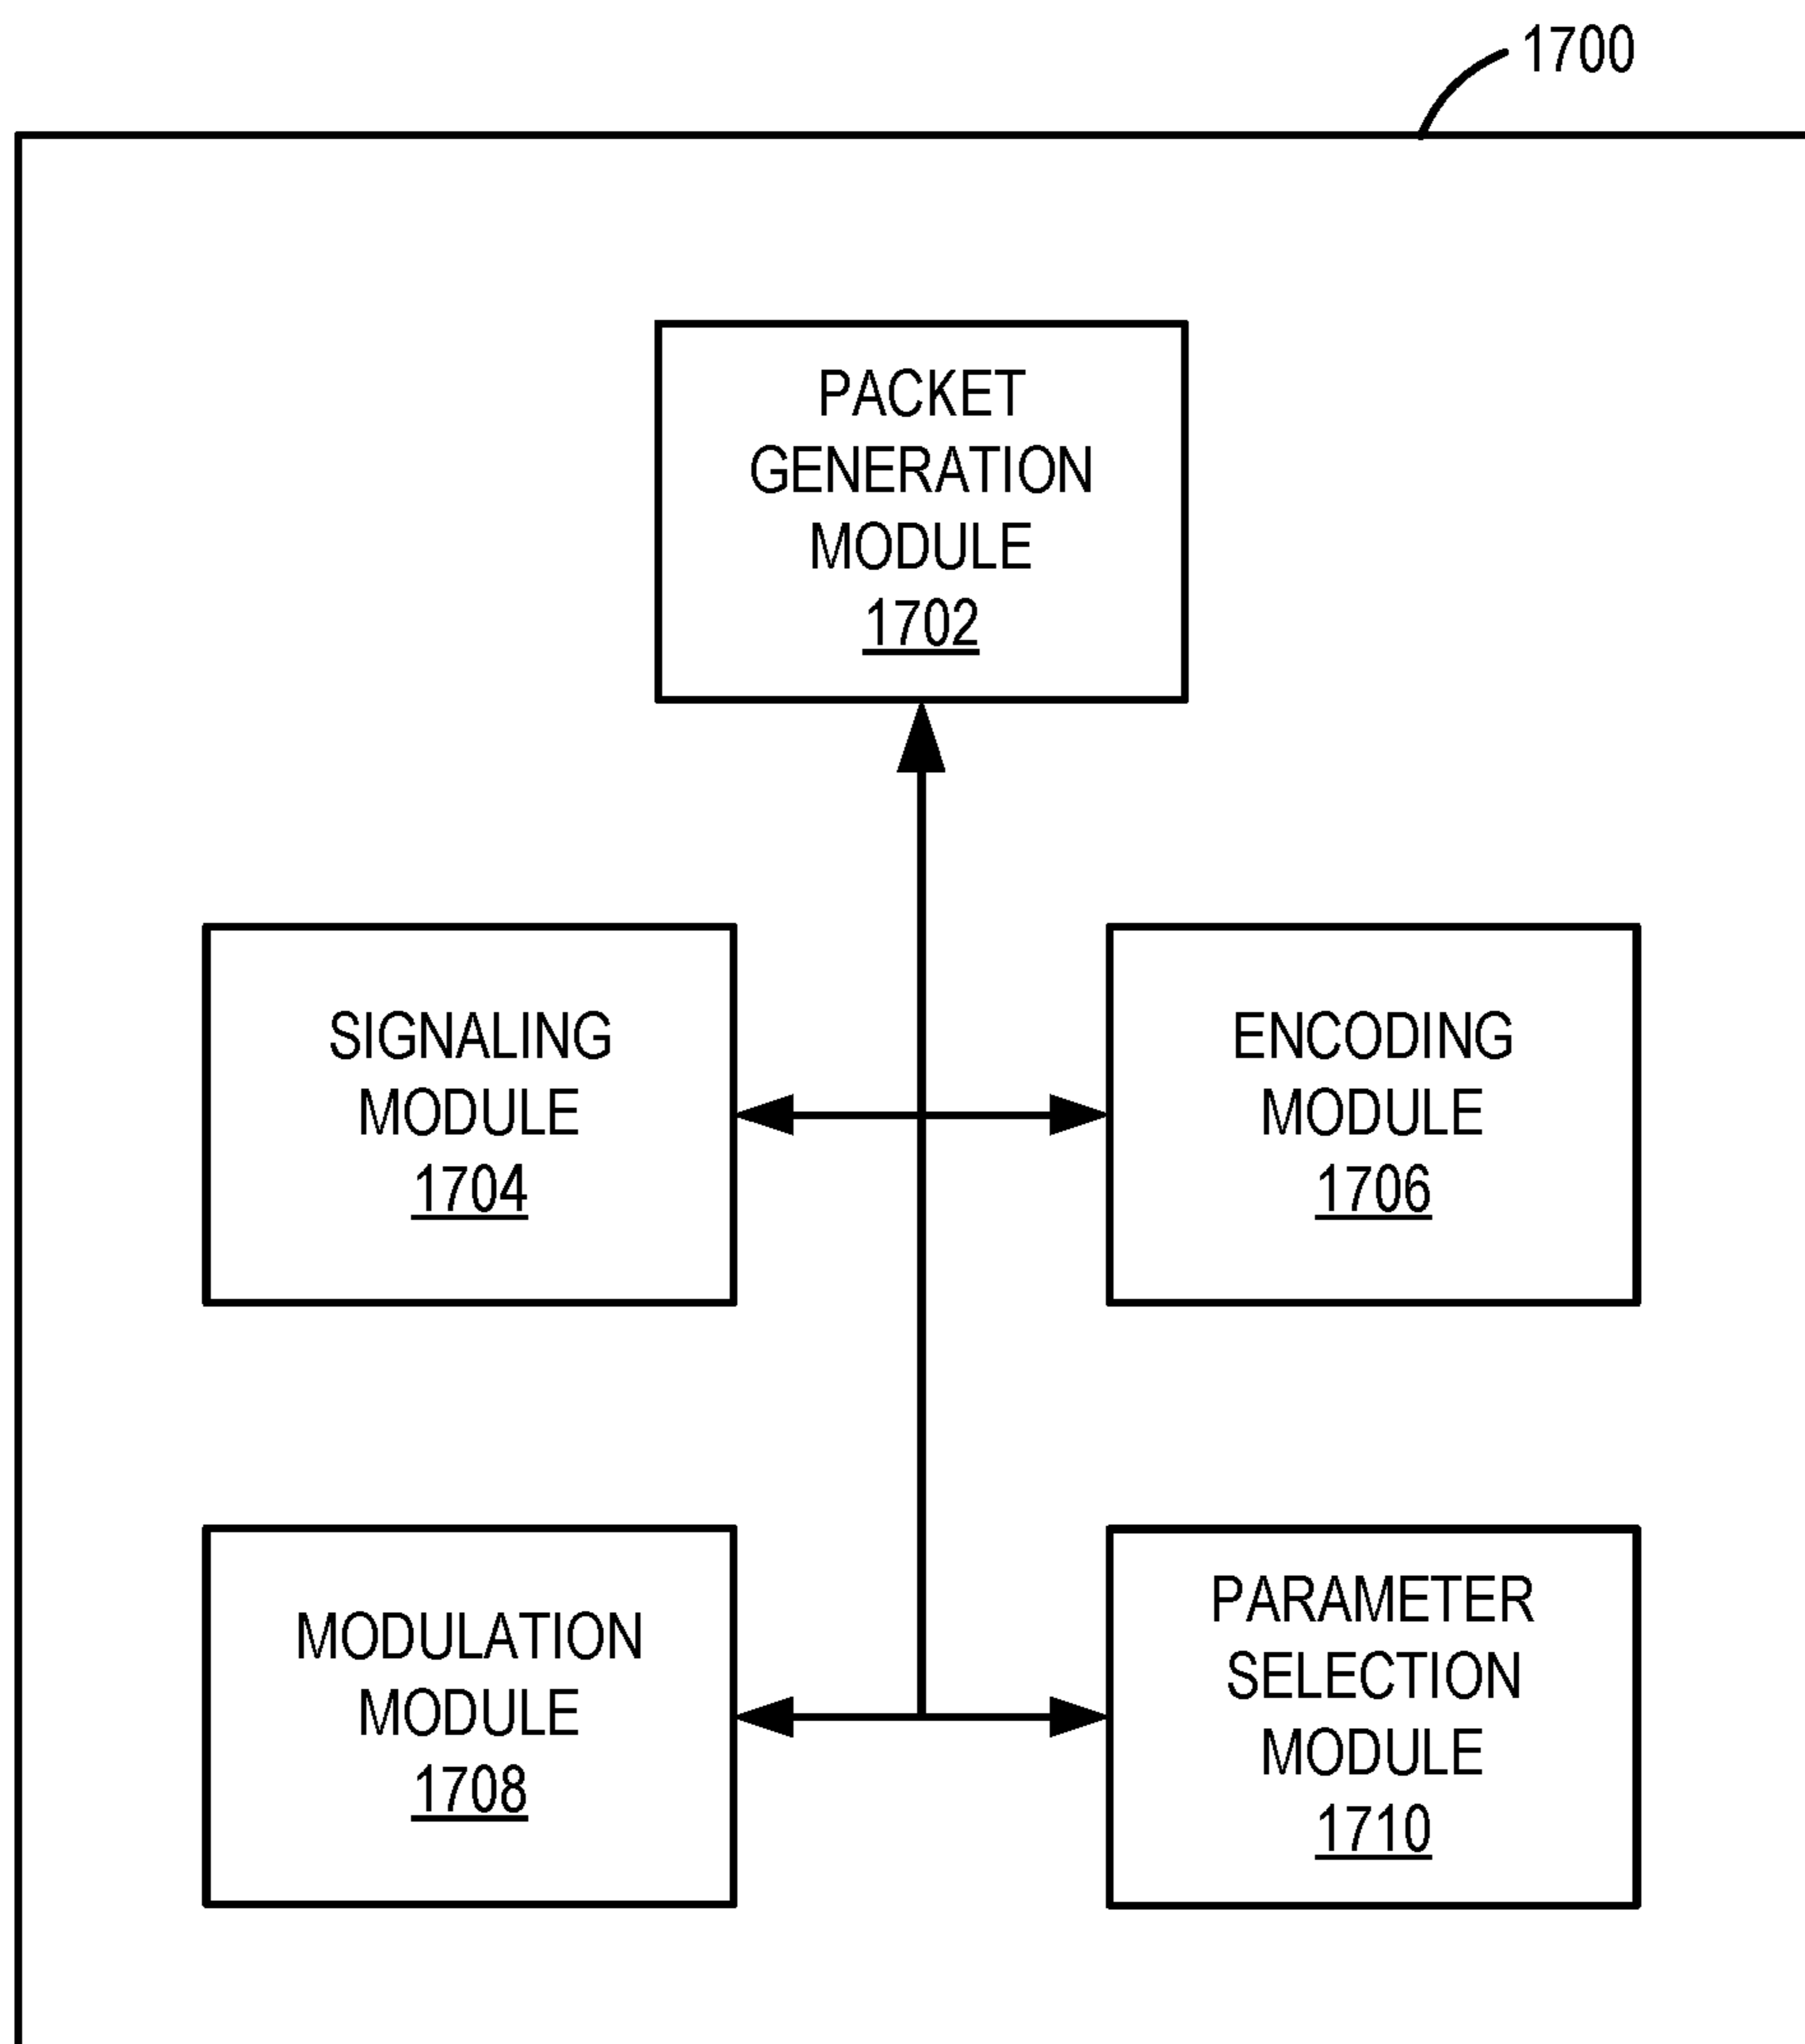 1700
PACKET
GENERATION
MODULE
1702
SIGNALING
MODULE
1704
ENCODING
MODULE
1706
MODULATION
MODULE
1708
PARAMETER
SELECTION
MODULE
1710